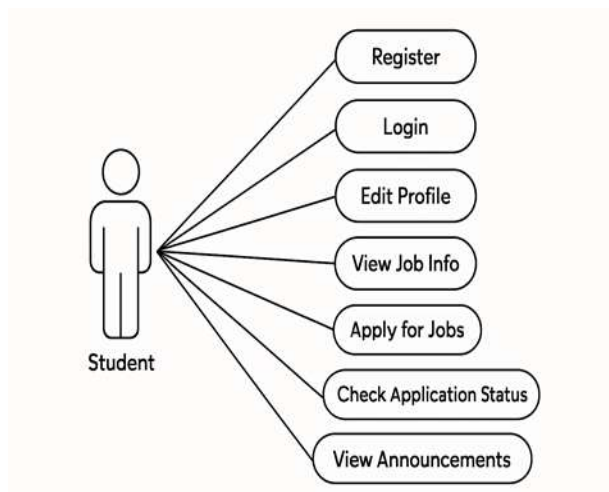 Register
Login
Edit Profile
View Job Info
Apply for Jobs
Student
Check Application Status
View Announcements